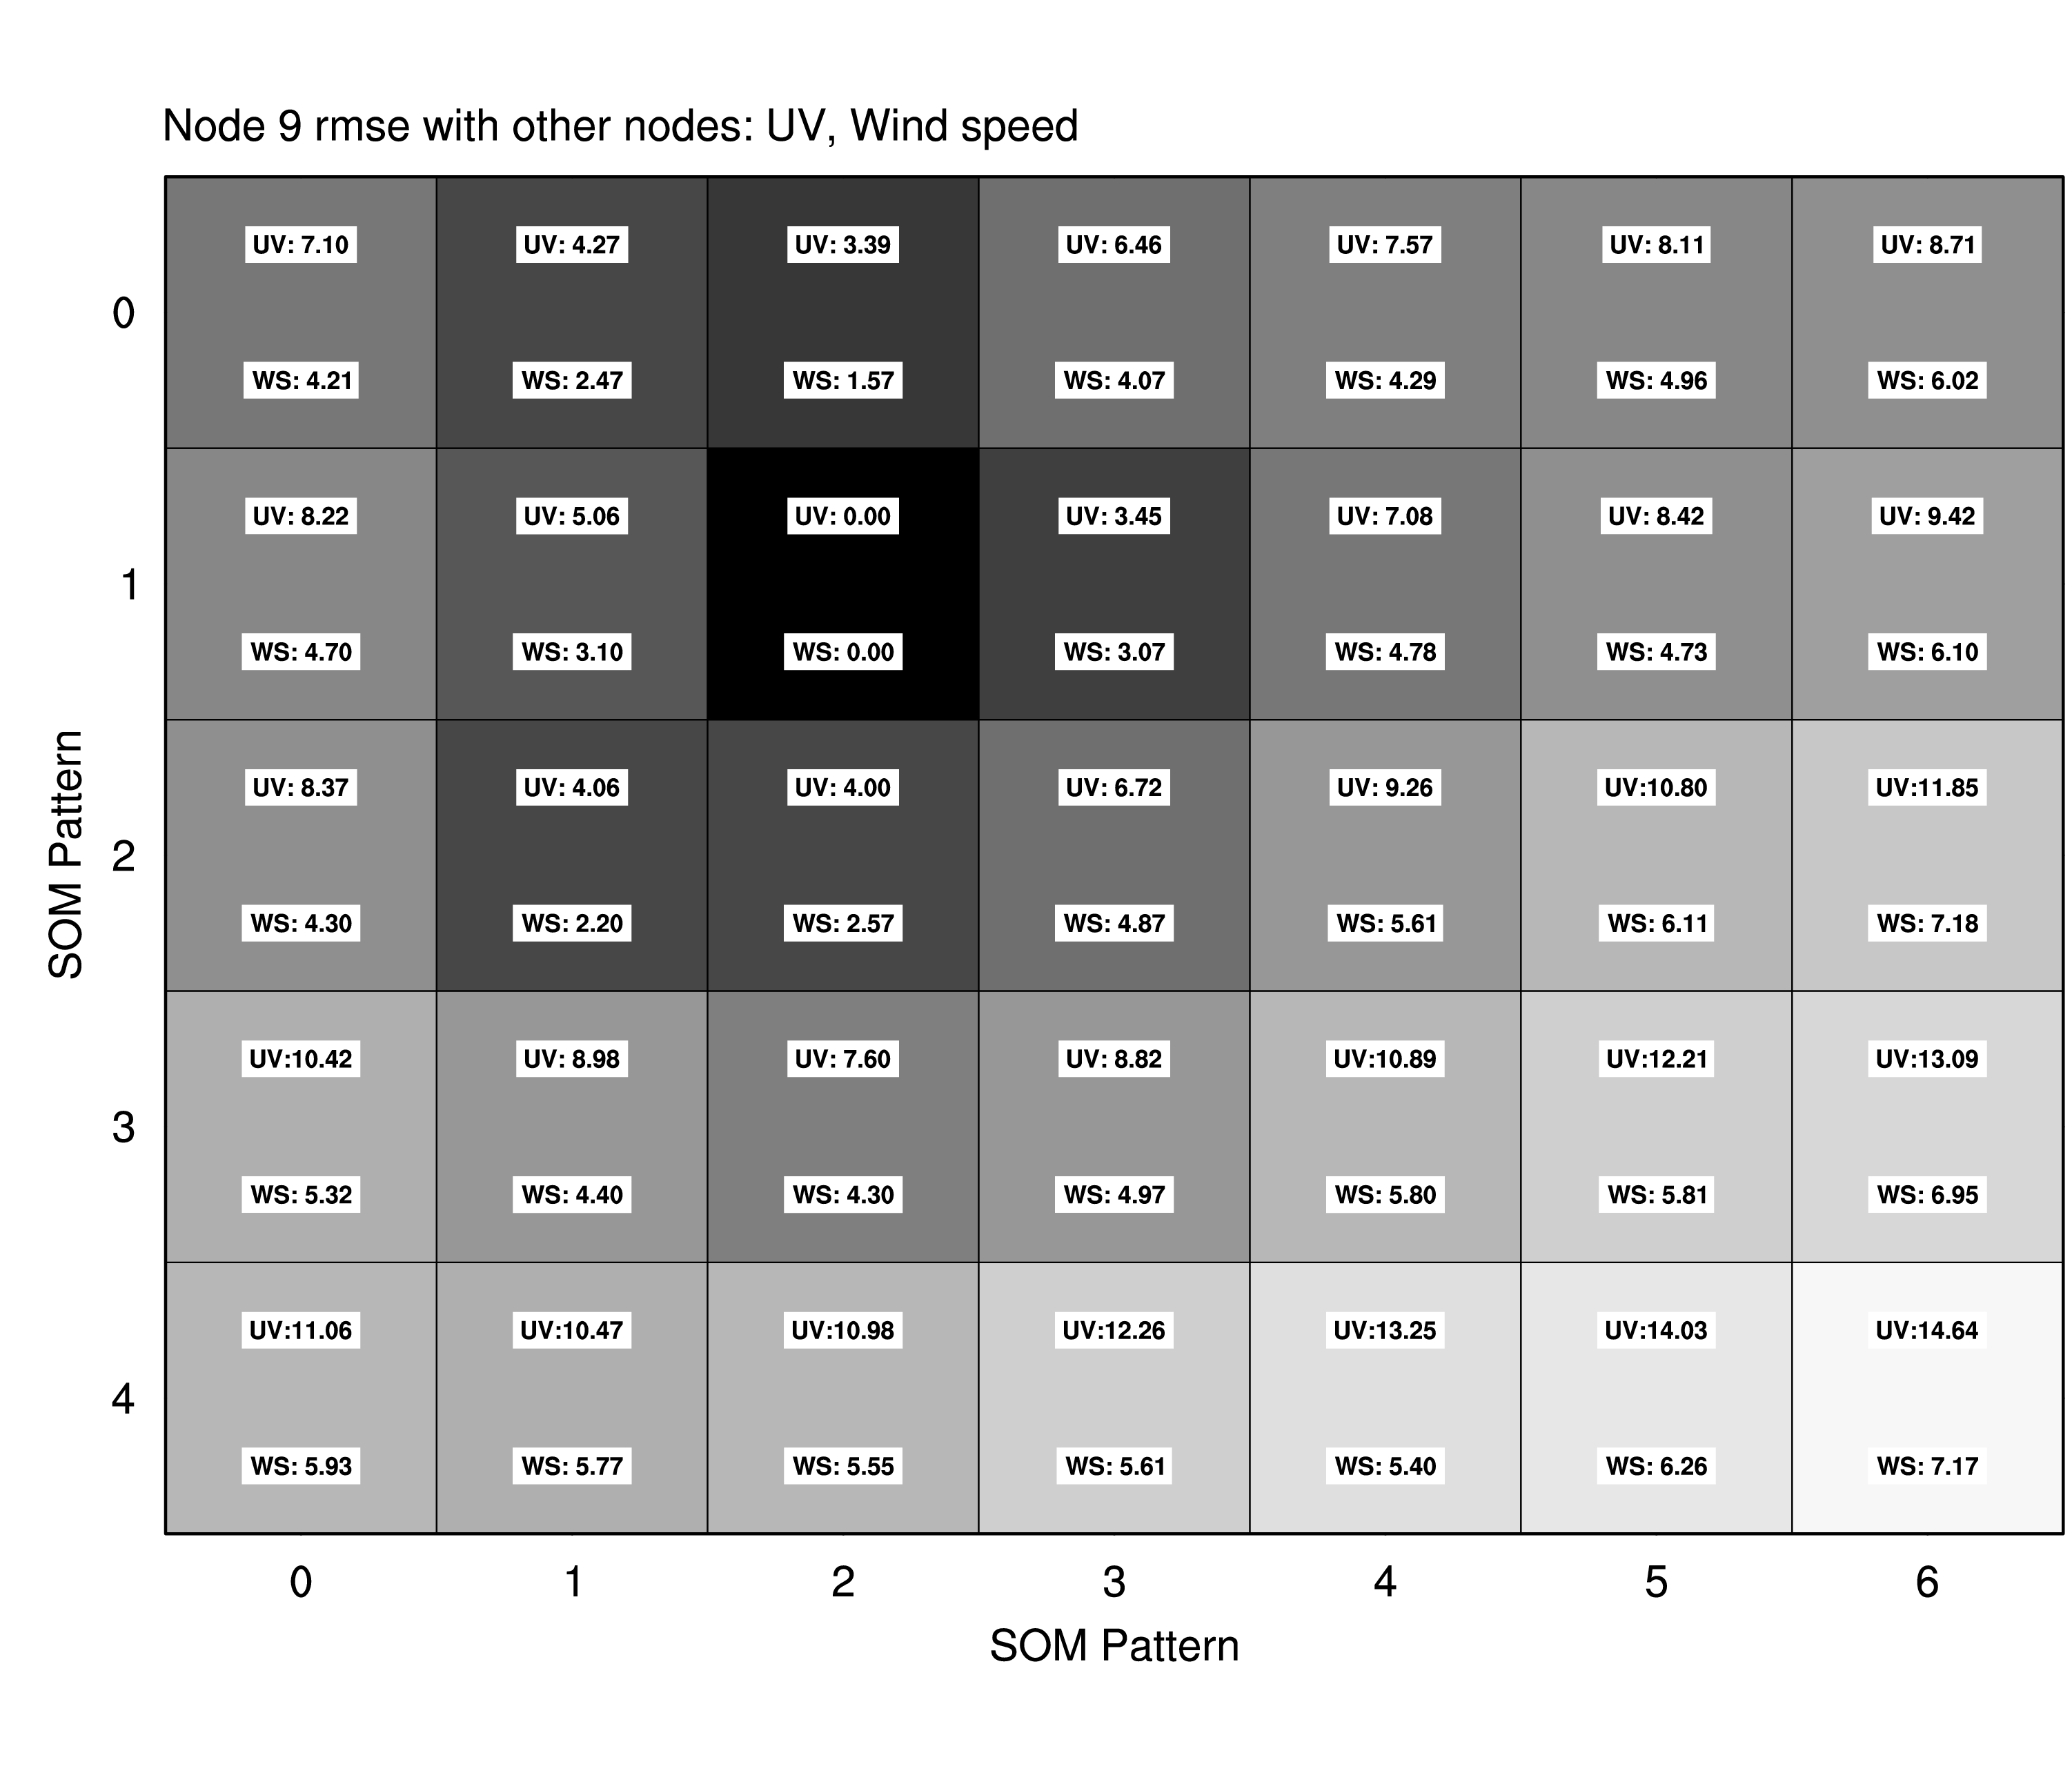 Node 9 rmse with other nodes: UV, Wind speed
UV: 7.10 UV: 4.27 UV: 3.39 UV: 6.46 UV: 7.57 UV: 8.11 UV: 8.71
0
WS: 4.21 WS: 2.47 WS: 1.57 WS: 4.07 WS: 4.29 WS: 4.96 WS: 6.02
UV: 8.22 UV: 5.06 UV: 0.00 UV: 3.45 UV: 7.08 UV: 8.42 UV: 9.42
1
WS: 4.70 WS: 3.10 WS: 0.00 WS: 3.07 WS: 4.78 WS: 4.73 WS: 6.10
UV: 8.37 UV: 4.06 UV: 4.00 UV: 6.72 UV: 9.26 UV:10.80 UV:11.85
2
WS: 4.30 WS: 2.20 WS: 2.57 WS: 4.87 WS: 5.61 WS: 6.11 WS: 7.18
UV:10.42 UV: 8.98 UV: 7.60 UV: 8.82 UV:10.89 UV:12.21 UV:13.09
3
WS: 5.32 WS: 4.40 WS: 4.30 WS: 4.97 WS: 5.80 WS: 5.81 WS: 6.95
UV:11.06 UV:10.47 UV:10.98 UV:12.26 UV:13.25 UV:14.03 UV:14.64
4
WS: 5.93 WS: 5.77 WS: 5.55 WS: 5.61 WS: 5.40 WS: 6.26 WS: 7.17
SOM Pattern
0 1 2 3 4 5 6
SOM Pattern